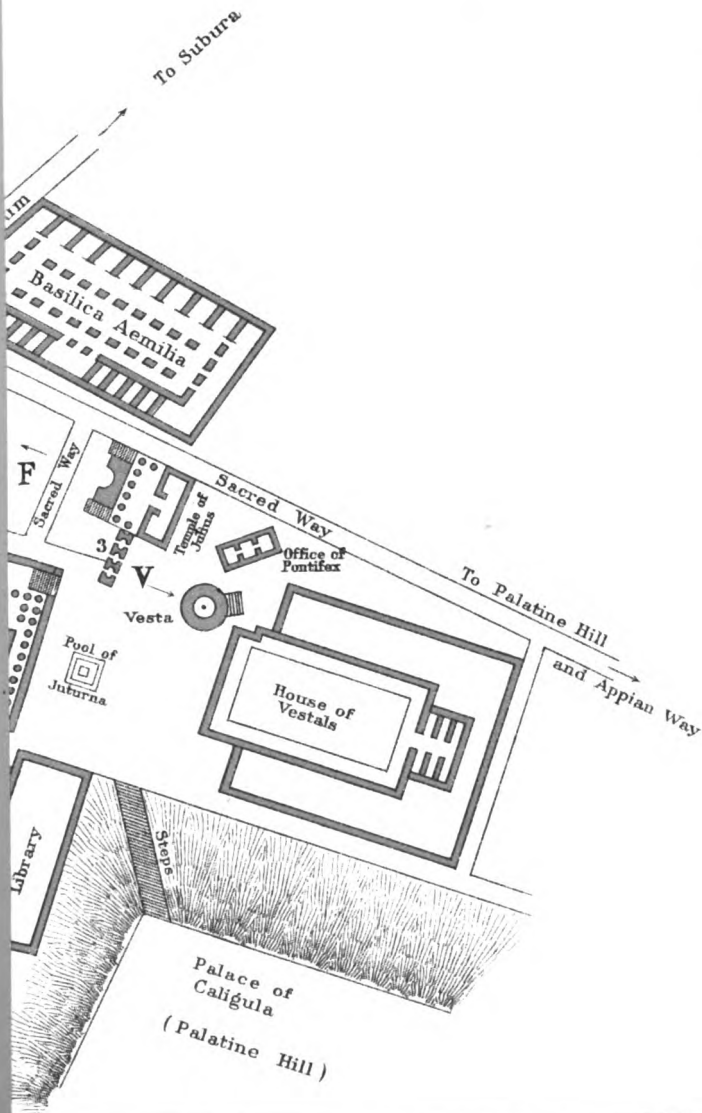 To Subura
Basilica Aemilia
F
Sacred Way
Sacred Way
3
Temple of
Julius
V
Office of
Pontifex
Vesta
To Palatine Hill
and Appian Way
Pool of
Juturna
House of
Vestals
Library
Steps
Palace of
Caligula
(Palatine Hill)